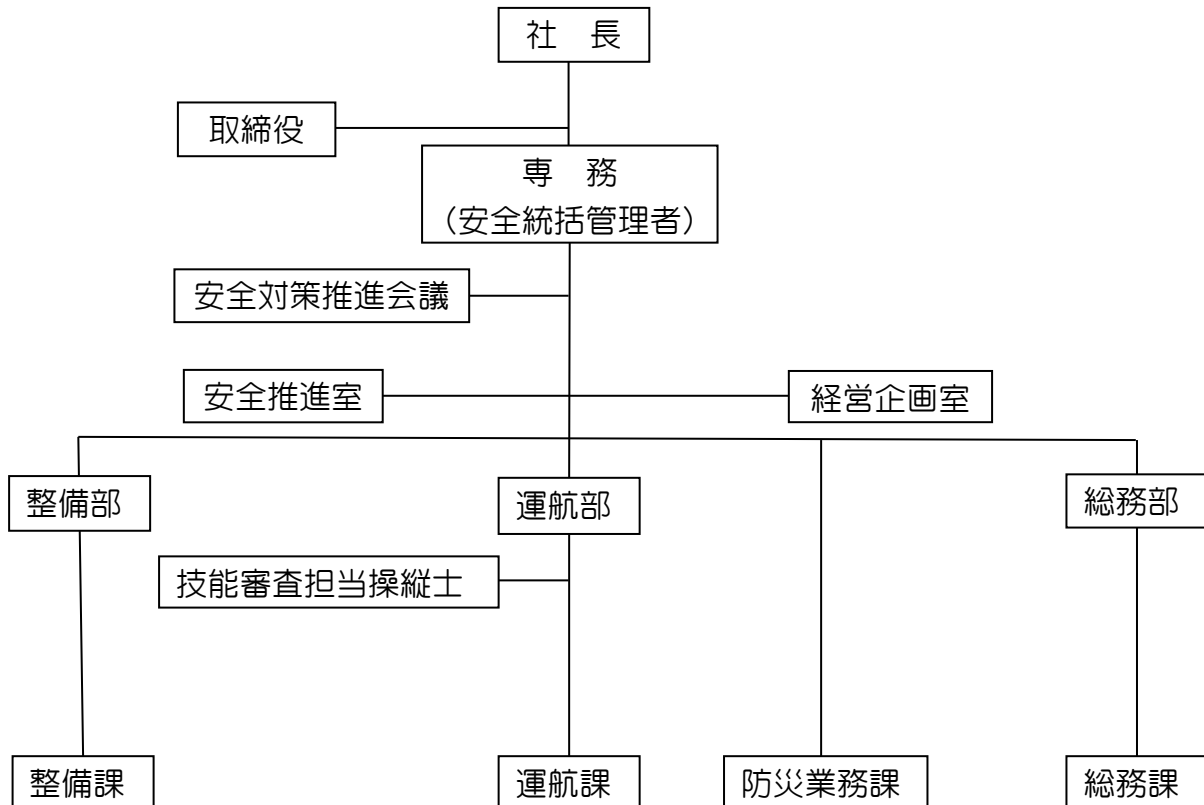 社　長
取締役
専　務
（安全統括管理者）
安全対策推進会議
安全推進室
経営企画室
整備部
運航部
総務部
技能審査担当操縦士
整備課
運航課
防災業務課
総務課